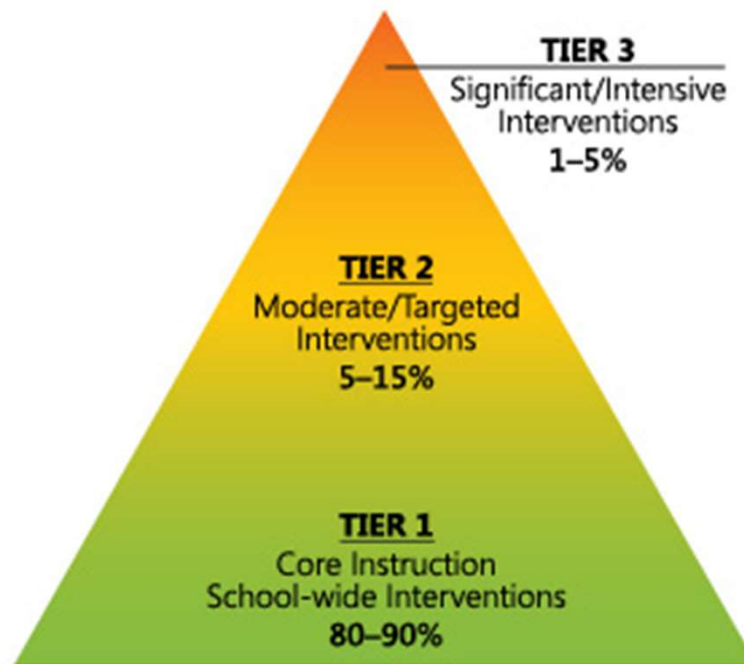 TIER 3
Significant/Intensive
Interventions
1–5%
TIER 2
Moderate/Targeted
Interventions
5–15%
TIER 1
Core Instruction
School-wide Interventions
80–90%